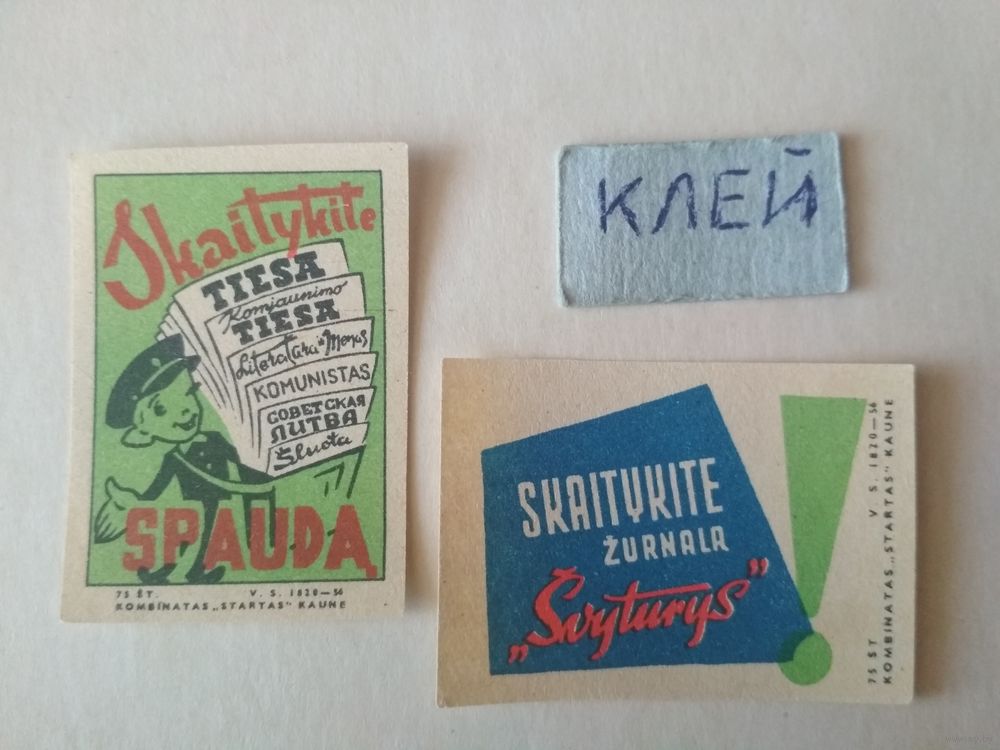 Skaitykite
TIESA
Komjaunimo
TIESA
Literatūra ir Menas
KOMUNISTAS
СОВЕТСКАЯ
ЛИТВА
Šluota
SPAUDĄ
75 ŠT. V. S. 1820—56
KOMBINATAS „STARTAS" KAUNE
КЛЕЙ
SKAITYKITE
ŽURNALĄ
„Švyturys"
75 ŠT V. S. 1820—56
KOMBINATAS „STARTAS" KAUNE